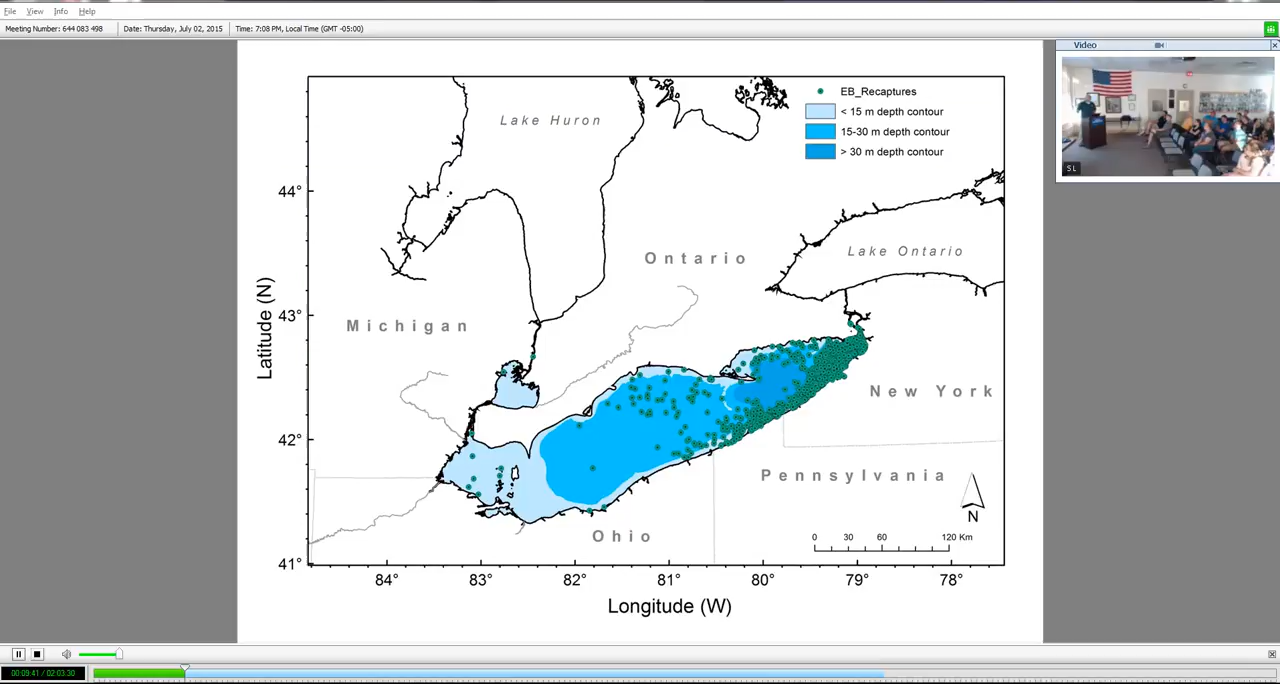 File View Info Help
Meeting Number: 644 083 498 Date: Thursday, July 02, 2015 Time: 7:08 PM, Local Time (GMT -05:00)
Video
S L
EB_Recaptures
< 15 m depth contour
15-30 m depth contour
> 30 m depth contour
Lake Huron
44°
Ontario
Lake Ontario
43°
Michigan
Latitude (N)
New York
42°
Pennsylvania
N
Ohio
0 30 60 120 Km
41°
84° 83° 82° 81° 80° 79° 78°
Longitude (W)
00:09:41 / 02:03:30